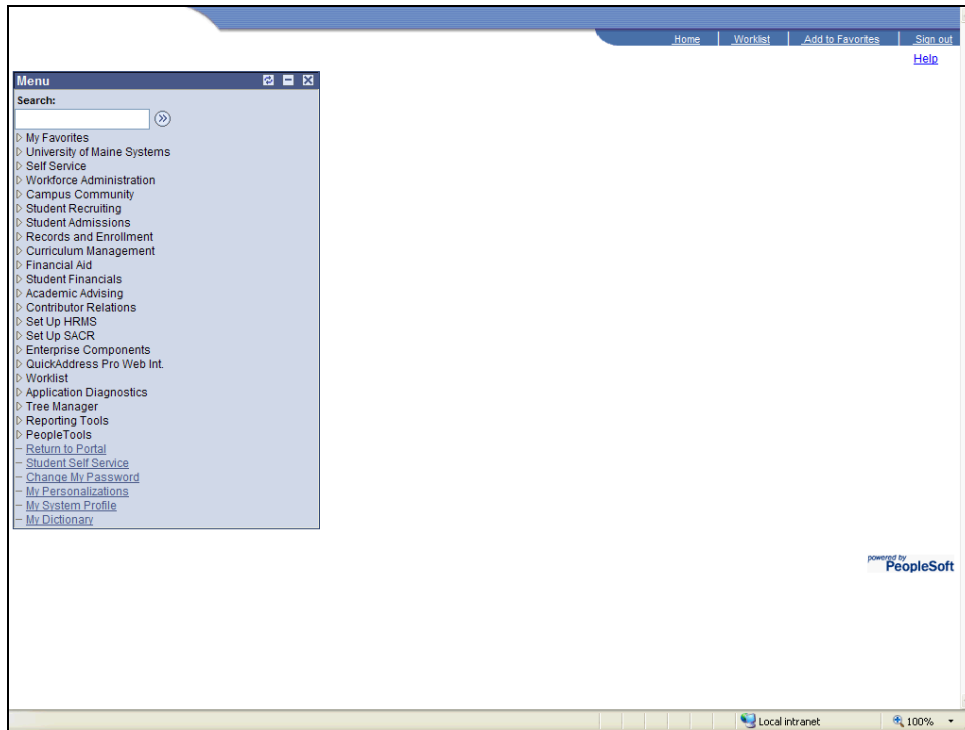 Home Worklist Add to Favorites Sign out
Help
Menu
Search:
My Favorites
University of Maine Systems
Self Service
Workforce Administration
Campus Community
Student Recruiting
Student Admissions
Records and Enrollment
Curriculum Management
Financial Aid
Student Financials
Academic Advising
Contributor Relations
Set Up HRMS
Set Up SACR
Enterprise Components
QuickAddress Pro Web Int.
Worklist
Application Diagnostics
Tree Manager
Reporting Tools
PeopleTools
Return to Portal
Student Self Service
Change My Password
My Personalizations
My System Profile
My Dictionary
powered by
PeopleSoft
Local intranet 100%